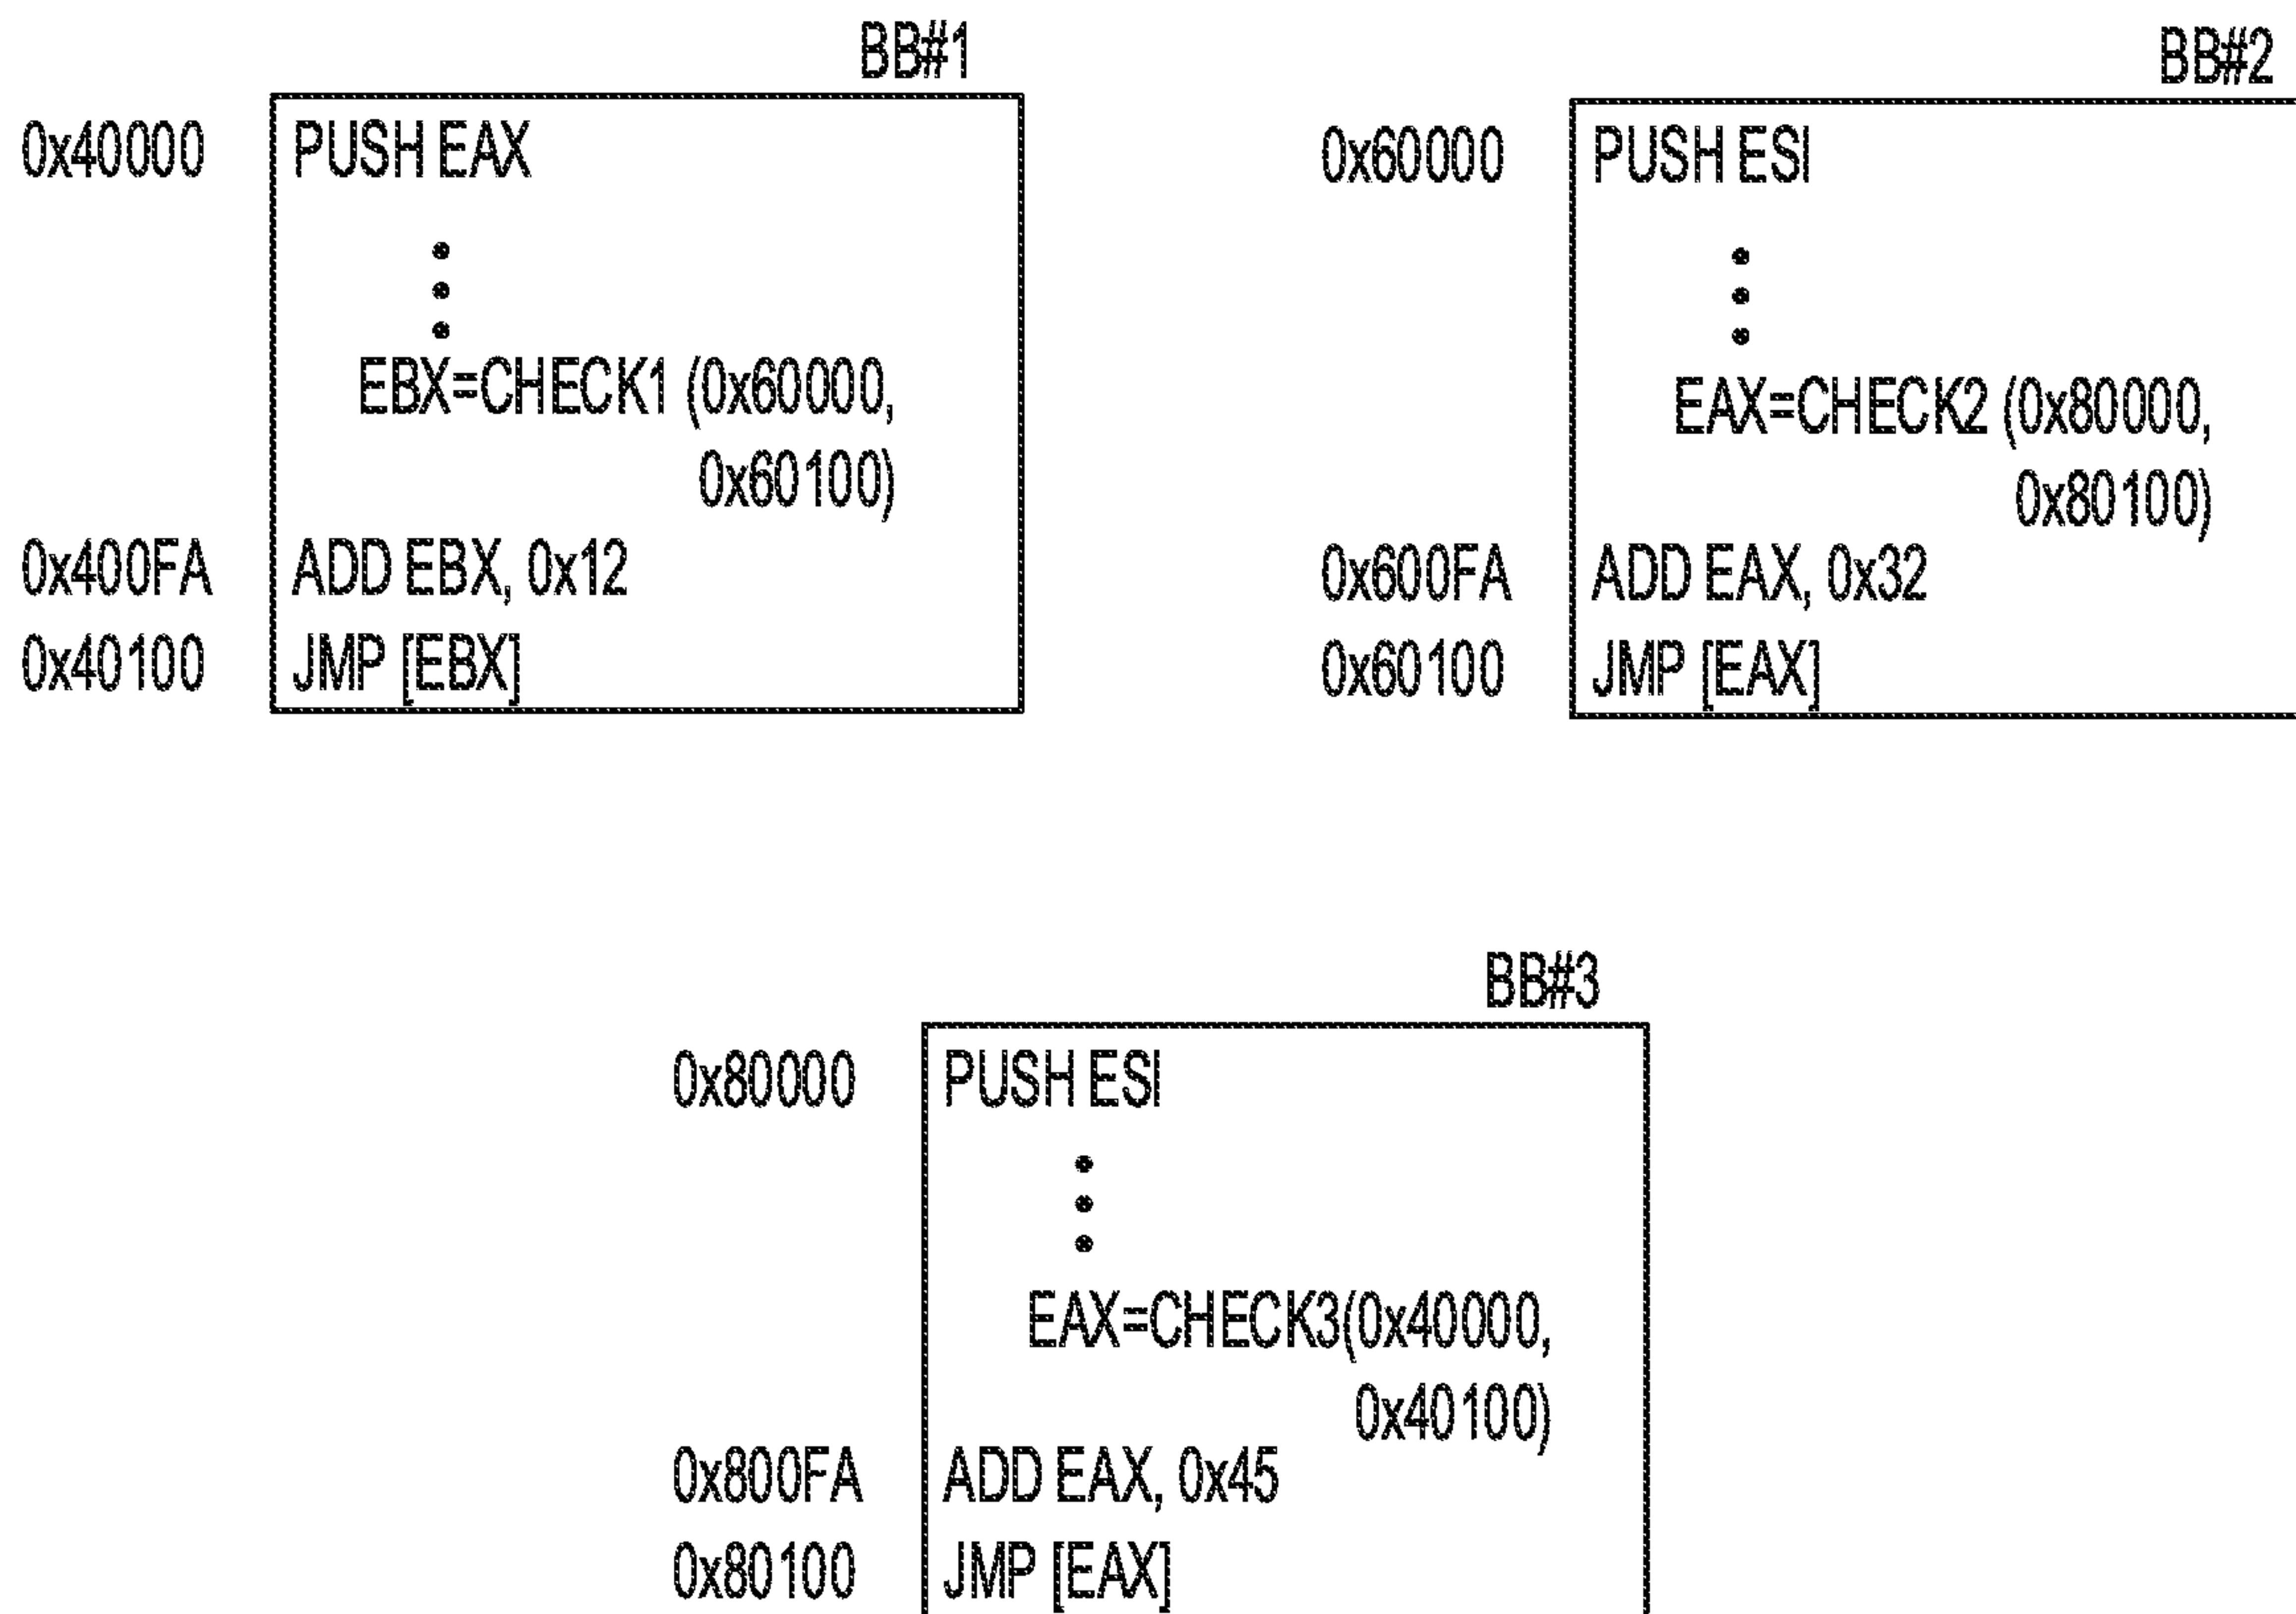 BB#1
0x40000 PUSH EAX
EBX=CHECK1 (0x60000,
0x60100)
0x400FA ADD EBX, 0x12
0x40100 JMP [EBX]
BB#2
0x60000 PUSH ESI
EAX=CHECK2 (0x80000,
0x80100)
0x600FA ADD EAX, 0x32
0x60100 JMP [EAX]
BB#3
0x80000 PUSH ESI
EAX=CHECK3(0x40000,
0x40100)
0x800FA ADD EAX, 0x45
0x80100 JMP [EAX]